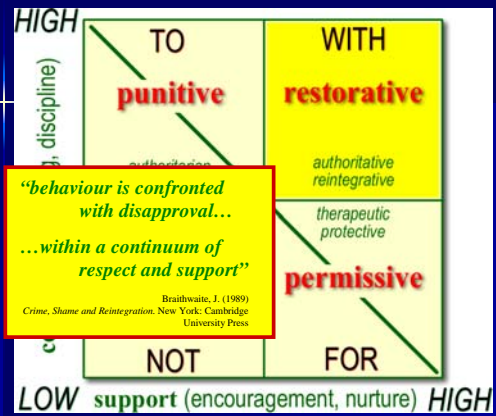 HIGH
TO
WITH
punitive
restorative
authoritative
reintegrative
discipline)
“behaviour is confronted
with disapproval…
…within a continuum of
respect and support”
Braithwaite, J. (1989)
Crime, Shame and Reintegration. New York: Cambridge
University Press
therapeutic
protective
permissive
NOT
FOR
LOW support (encouragement, nurture) HIGH